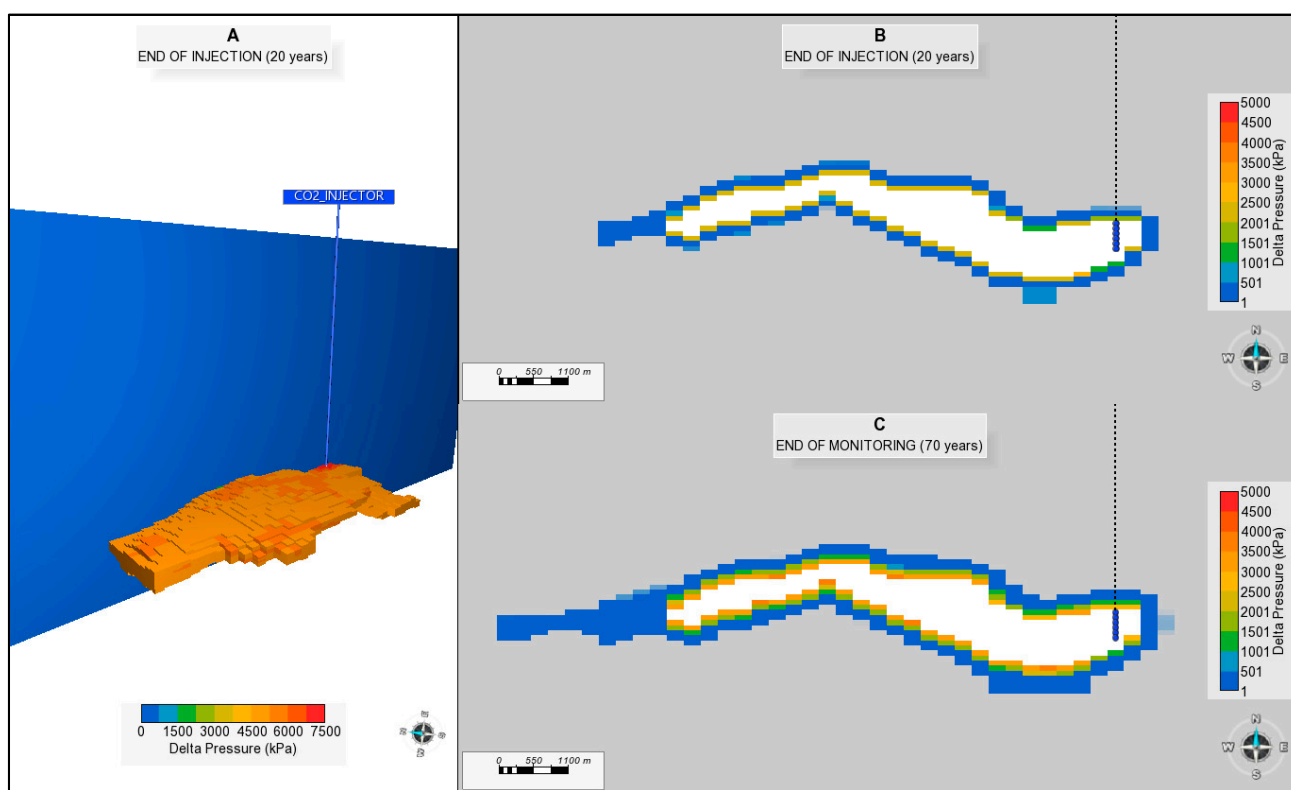 A
END OF INJECTION (20 years)
CO2_INJECTOR
0 1500 3000 4500 6000 7500
Delta Pressure (kPa)
B
END OF INJECTION (20 years)
5000
4500
4000
3500
3000
2500
2001
1501
1001
501
1
Delta Pressure (kPa)
N
W E
S
0 550 1100 m
C
END OF MONITORING (70 years)
5000
4500
4000
3500
3000
2500
2001
1501
1001
501
1
Delta Pressure (kPa)
N
W E
S
0 550 1100 m